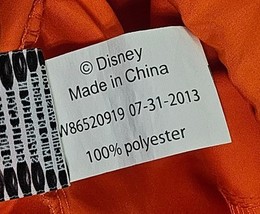 © Disney
Made in China
W86520919 07-31-2013
100% polyester